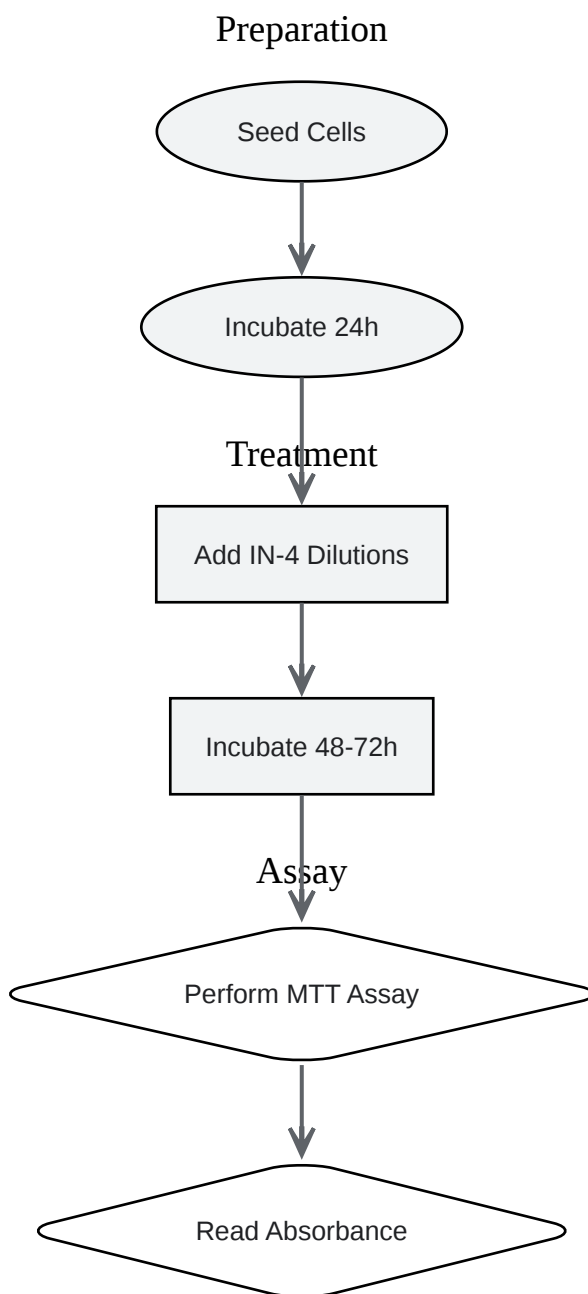 Preparation
Seed Cells
Incubate 24h
Treatment
Add IN-4 Dilutions
Incubate 48-72h
Assay
Perform MTT Assay
Read Absorbance